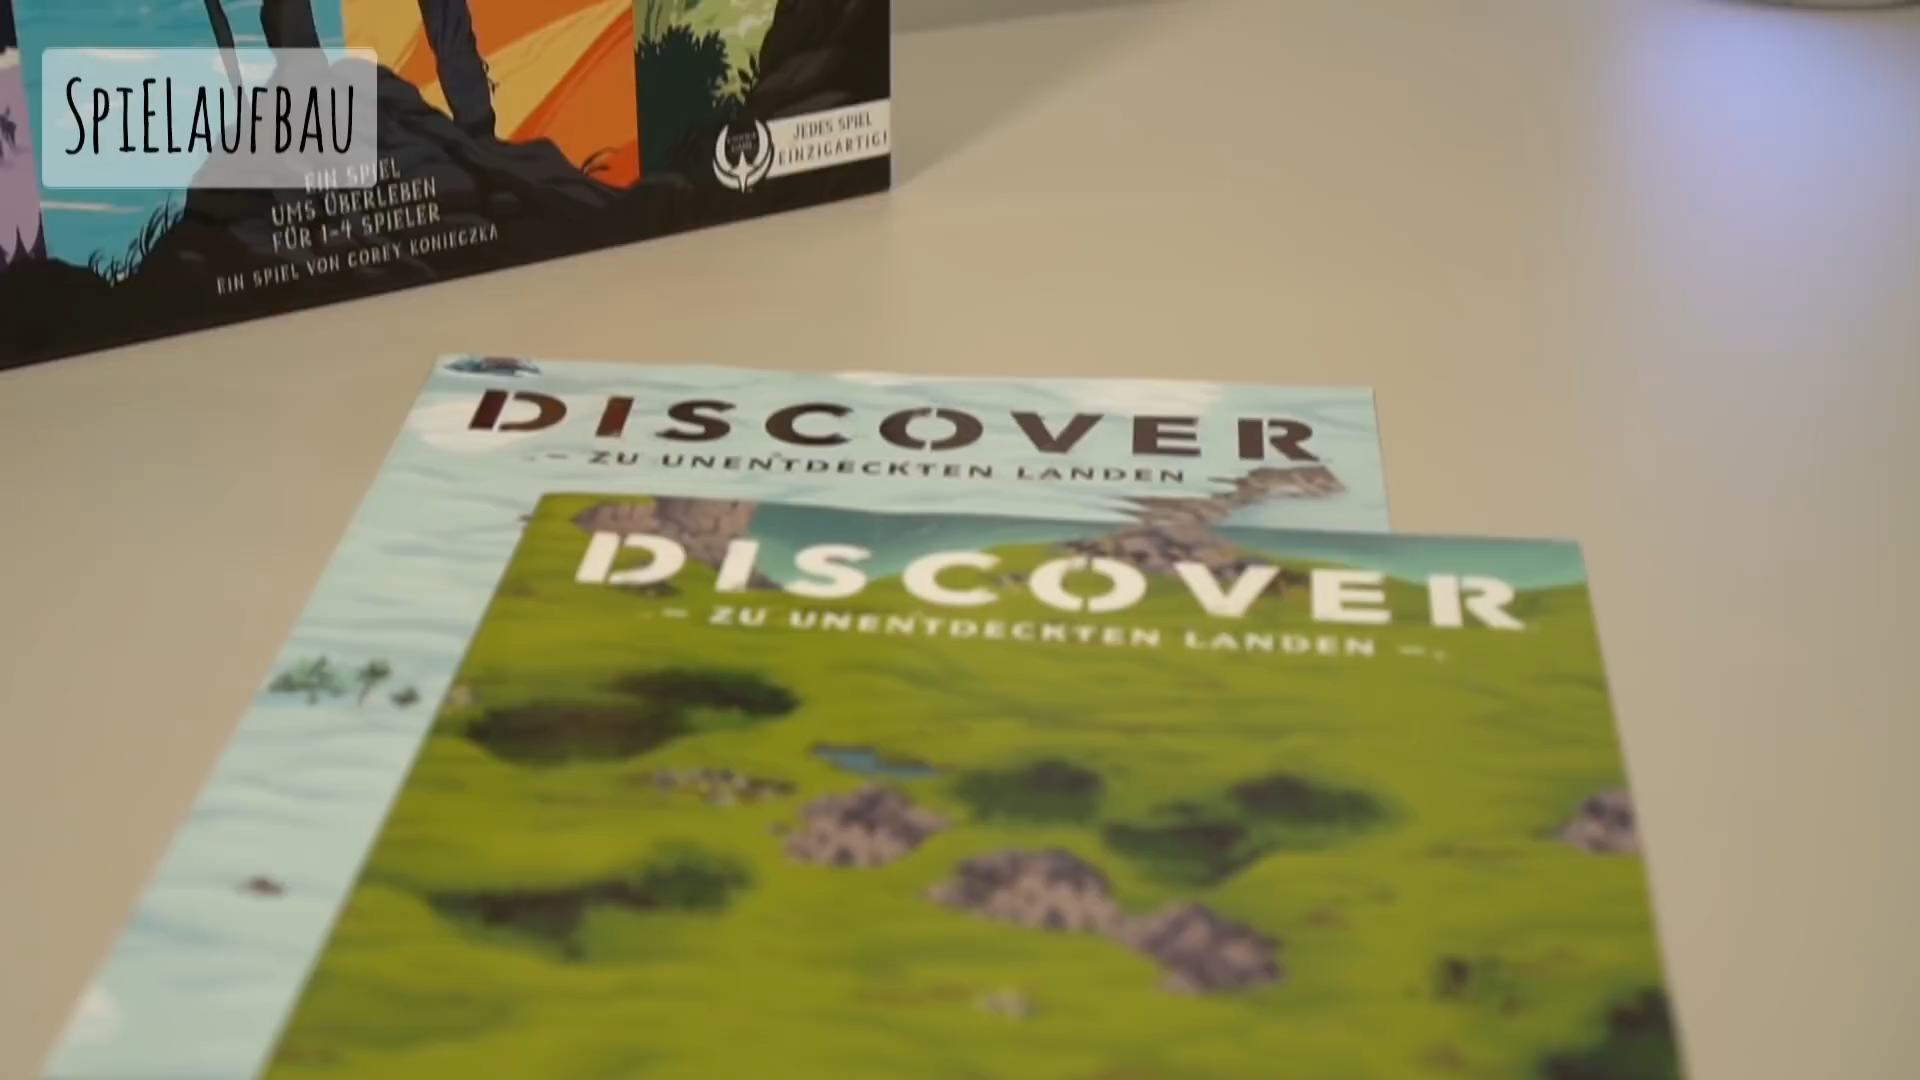 SPIELAUFBAU
EIN SPIEL
UMS ÜBERLEBEN
FÜR 1-4 SPIELER
EIN SPIEL VON COREY KONIECZKA
JEDES SPIEL
EINZIGARTIG!
DISCOVER
ZU UNENTDECKTEN LANDEN
DISCOVER
ZU UNENTDECKTEN LANDEN